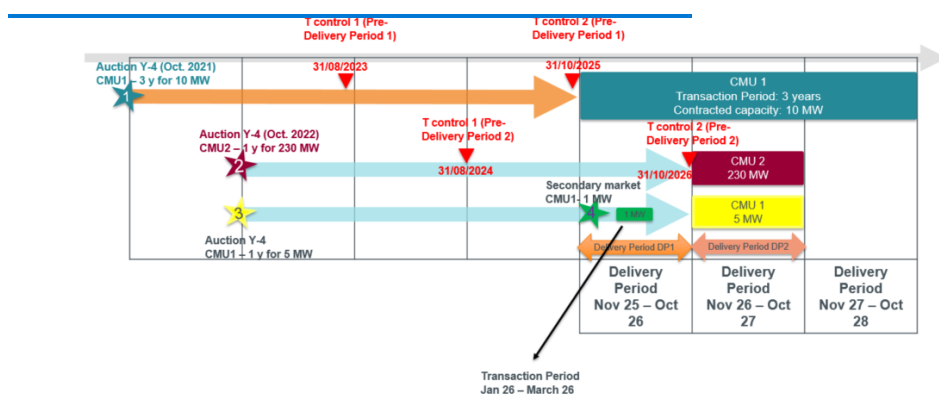 T control 1 (Pre-
Delivery Period 1)
31/08/2023
T control 2 (Pre-
Delivery Period 1)
31/10/2025
Auction Y-4 (Oct. 2021)
CMU1 – 3 y for 10 MW
1
CMU 1
Transaction Period: 3 years
Contracted capacity: 10 MW
Auction Y-4 (Oct. 2022)
CMU2 – 1 y for 230 MW
2
T control 1 (Pre-
Delivery Period 2)
31/08/2024
T control 2 (Pre-
Delivery Period 2)
31/10/2026
CMU 2
230 MW
3
Auction Y-4
CMU1 – 1 y for 5 MW
Secondary market
CMU1- 1 MW
4
1 MW
CMU 1
5 MW
Delivery Period DP1
Delivery Period DP2
Delivery
Period
Nov 25 – Oct
26
Delivery
Period
Nov 26 – Oct
27
Delivery
Period
Nov 27 – Oct
28
Transaction Period
Jan 26 – March 26